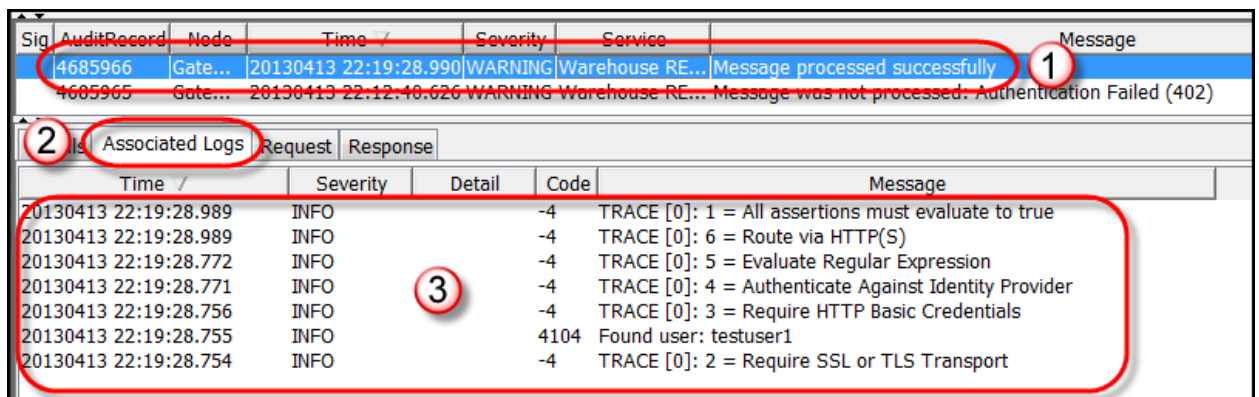 Sig AuditRecord Node Time Severity Service Message
4685966 Gate... 20130413 22:19:28.990 WARNING Warehouse RE... Message processed successfully 1
4685965 Gate... 20130413 22:12:40.626 WARNING Warehouse RE... Message was not processed: Authentication Failed (402)
2 ls Associated Logs Request Response
Time Severity Detail Code Message
20130413 22:19:28.989 INFO -4 TRACE [0]: 1 = All assertions must evaluate to true
20130413 22:19:28.989 INFO -4 TRACE [0]: 6 = Route via HTTP(S)
20130413 22:19:28.772 INFO -4 TRACE [0]: 5 = Evaluate Regular Expression
20130413 22:19:28.771 INFO 3 -4 TRACE [0]: 4 = Authenticate Against Identity Provider
20130413 22:19:28.756 INFO -4 TRACE [0]: 3 = Require HTTP Basic Credentials
20130413 22:19:28.755 INFO 4104 Found user: testuser1
20130413 22:19:28.754 INFO -4 TRACE [0]: 2 = Require SSL or TLS Transport